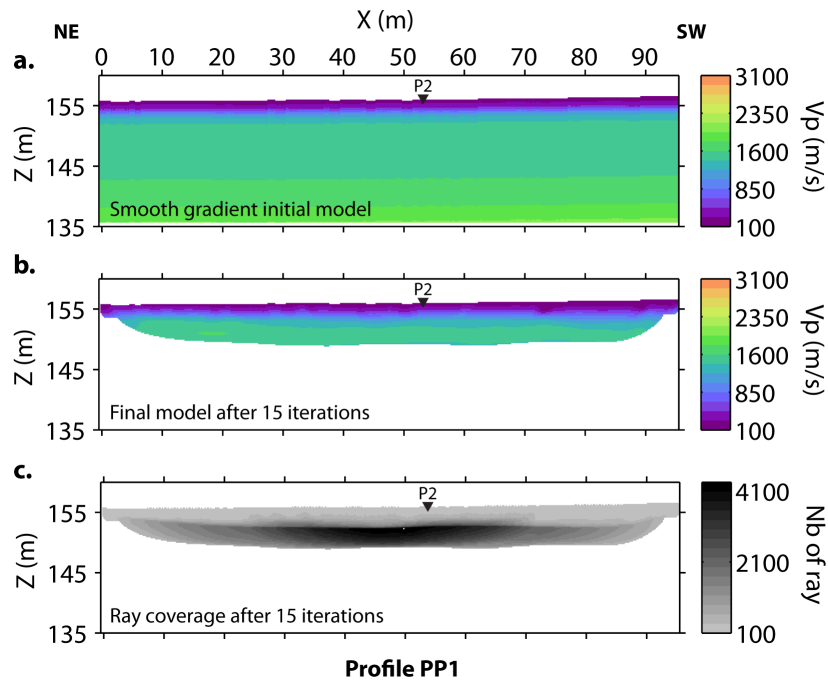 X (m)
NE SW
0 10 20 30 40 50 60 70 80 90
a.
P2
155
145
135
Z (m)
Smooth gradient initial model
3100
2350
1600
850
100
Vp (m/s)
b.
P2
155
145
135
Z (m)
Final model after 15 iterations
3100
2350
1600
850
100
Vp (m/s)
c.
P2
155
145
135
Z (m)
Ray coverage after 15 iterations
4100
2100
100
Nb of ray
Profile PP1